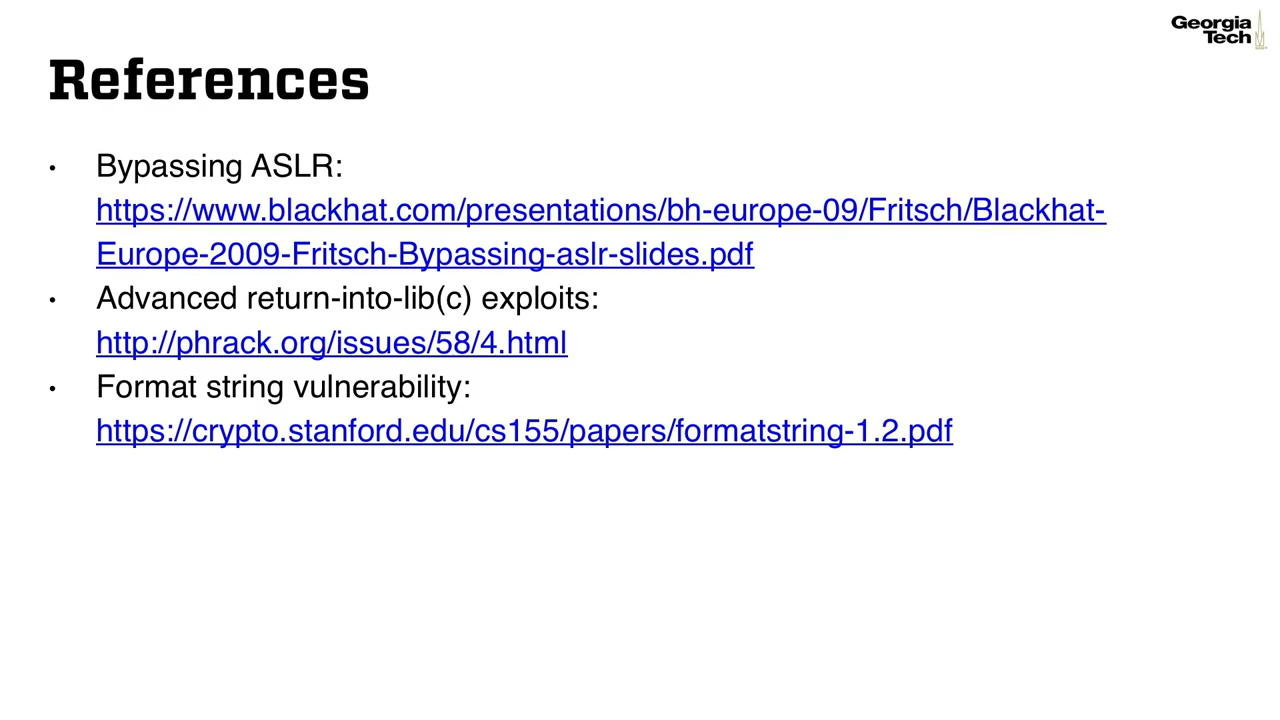 Georgia
Tech
References
• Bypassing ASLR:
https://www.blackhat.com/presentations/bh-europe-09/Fritsch/Blackhat-
Europe-2009-Fritsch-Bypassing-aslr-slides.pdf
• Advanced return-into-lib(c) exploits:
http://phrack.org/issues/58/4.html
• Format string vulnerability:
https://crypto.stanford.edu/cs155/papers/formatstring-1.2.pdf